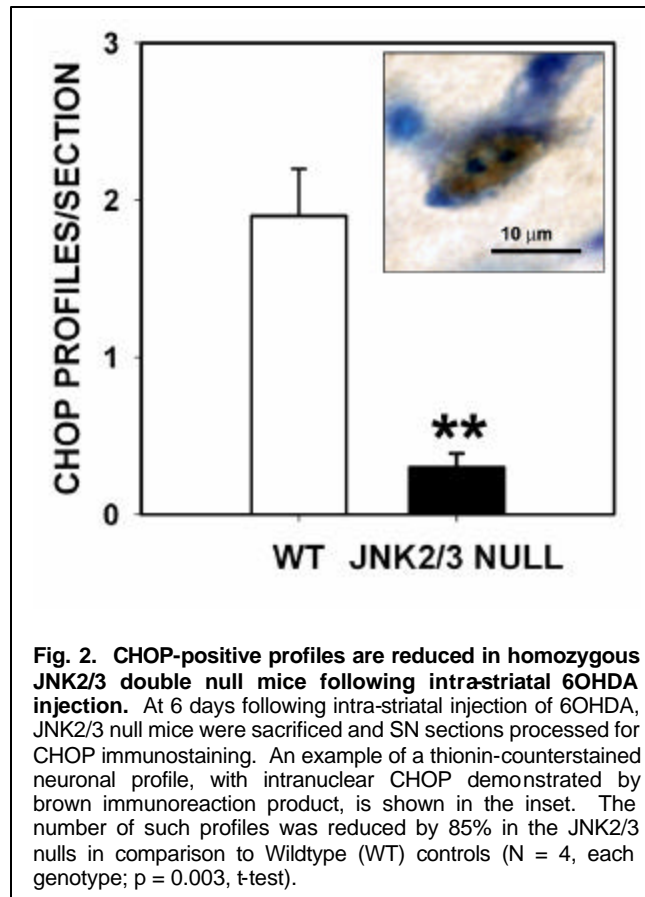 3
2
1
0
CHOP PROFILES/SECTION
10 μm
**
WT JNK2/3 NULL
Fig. 2. CHOP-positive profiles are reduced in homozygous
JNK2/3 double null mice following intra-striatal 6OHDA
injection. At 6 days following intra-striatal injection of 6OHDA,
JNK2/3 null mice were sacrificed and SN sections processed for
CHOP immunostaining. An example of a thionin-counterstained
neuronal profile, with intranuclear CHOP demonstrated by
brown immunoreaction product, is shown in the inset. The
number of such profiles was reduced by 85% in the JNK2/3
nulls in comparison to Wildtype (WT) controls (N = 4, each
genotype; p = 0.003, t-test).